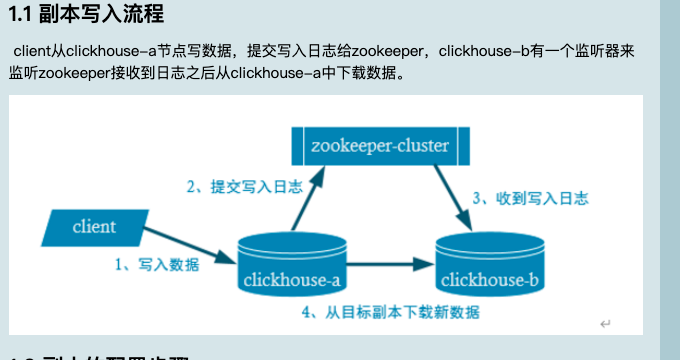 1.1 副本写入流程
client从clickhouse-a节点写数据，提交写入日志给zookeeper，clickhouse-b有一个监听器来
监听zookeeper接收到日志之后从clickhouse-a中下载数据。
zookeeper-cluster
2、提交写入日志
3、收到写入日志
client
1、写入数据
clickhouse-a
clickhouse-b
4、从目标副本下载新数据